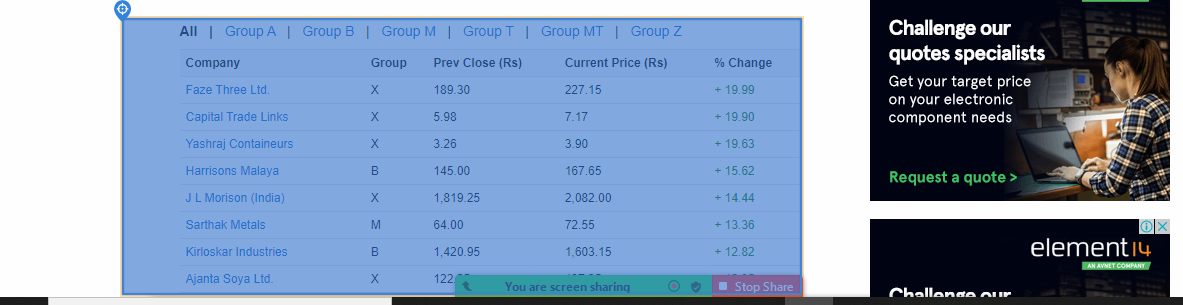 All | Group A | Group B | Group M | Group T | Group MT | Group Z
Company Group Prev Close (Rs) Current Price (Rs) % Change
Faze Three Ltd. X 189.30 227.15 + 19.99
Capital Trade Links X 5.98 7.17 + 19.90
Yashraj Containeurs X 3.26 3.90 + 19.63
Harrisons Malaya B 145.00 167.65 + 15.62
J L Morison (India) X 1,819.25 2,082.00 + 14.44
Sarthak Metals M 64.00 72.55 + 13.36
Kirloskar Industries B 1,420.95 1,603.15 + 12.82
Ajanta Soya Ltd. X
You are screen sharing Stop Share
Challenge our
quotes specialists
Get your target price
on your electronic
component needs
Request a quote >
element14
AN AVNET COMPANY
Challenge our